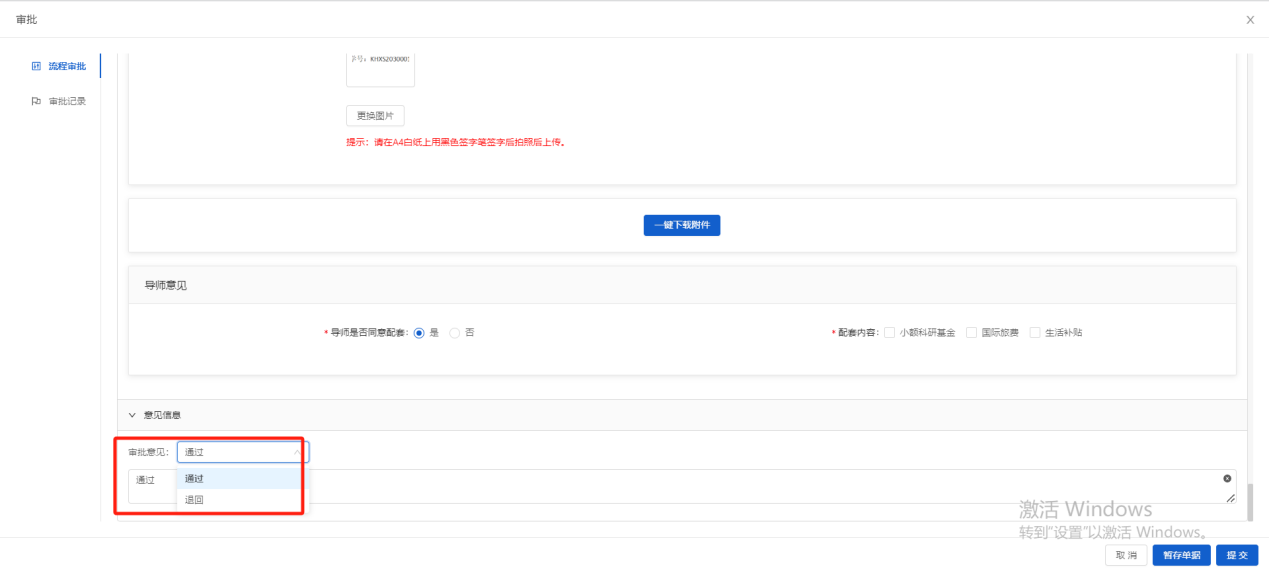 审批
X
流程审批
审批记录
更换图片
提示：请在A4白纸上用黑色签字笔签字后拍照后上传。
一键下载附件
导师意见
* 导师是否同意配套： 是 否 * 配套内容： 小额科研基金 国际旅费 生活补贴
意见信息
审批意见： 通过
通过 通过
退回
激活 Windows
转到"设置"以激活 Windows。
取 消 暂存单据 提 交